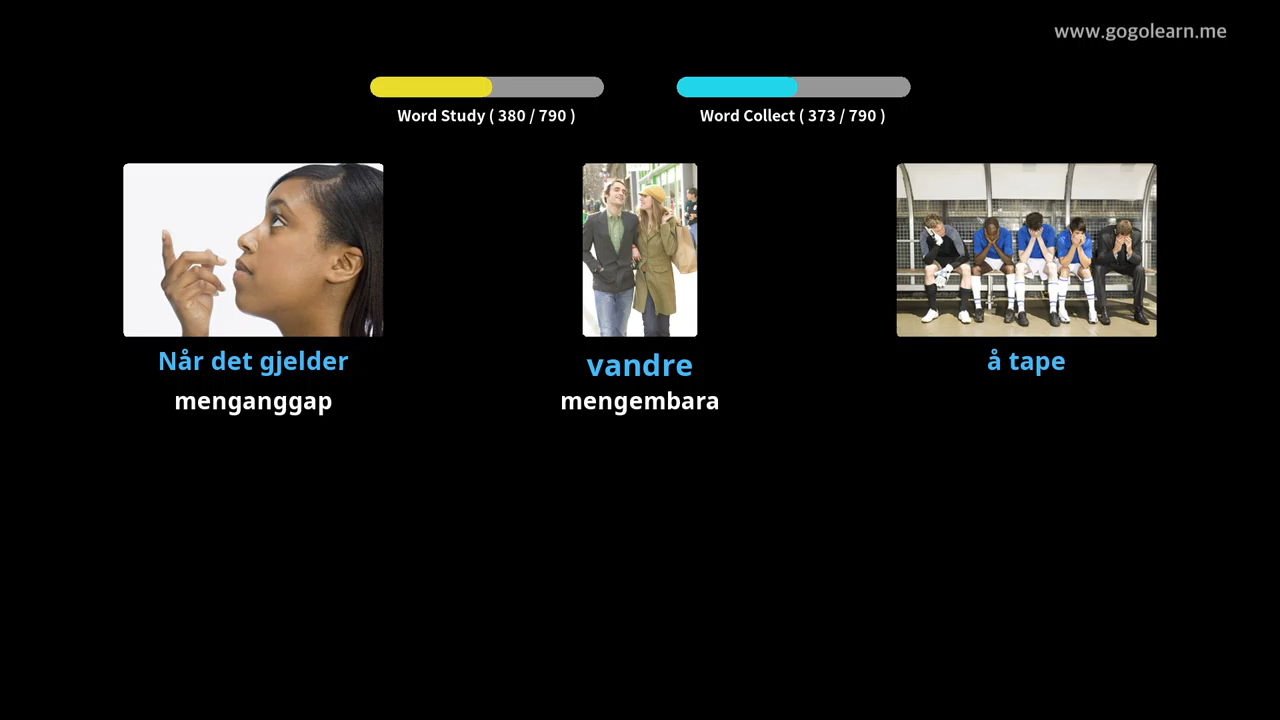 www.gogolearn.me
Word Study ( 380 / 790 )
Word Collect ( 373 / 790 )
Når det gjelder
menganggap
vandre
mengembara
å tape